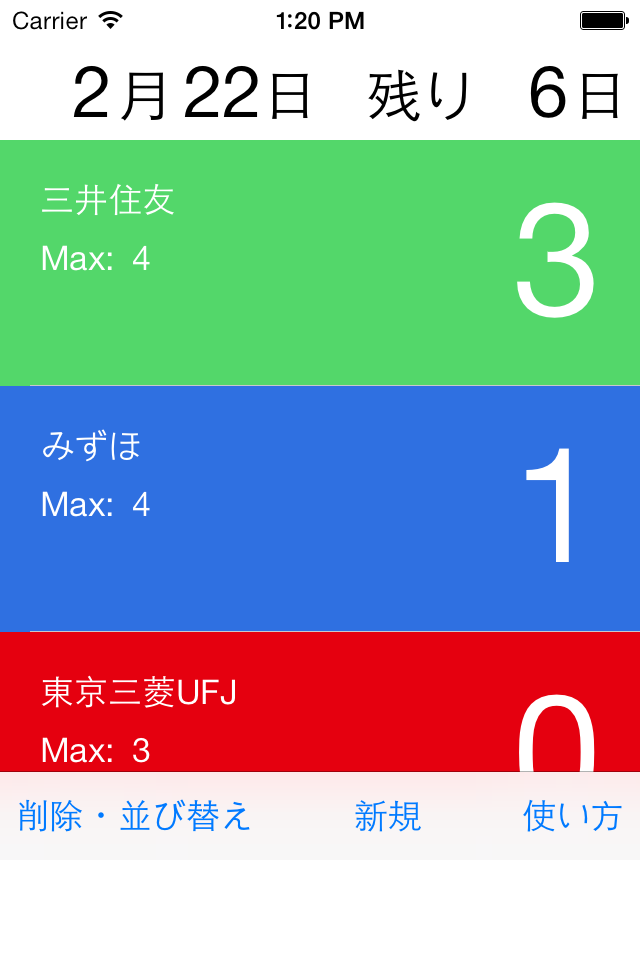 Carrier 1:20 PM
2月22日 残り 6日
三井住友
Max: 4
3
みずほ
Max: 4
1
東京三菱UFJ
Max: 3
0
削除・並び替え 新規 使い方